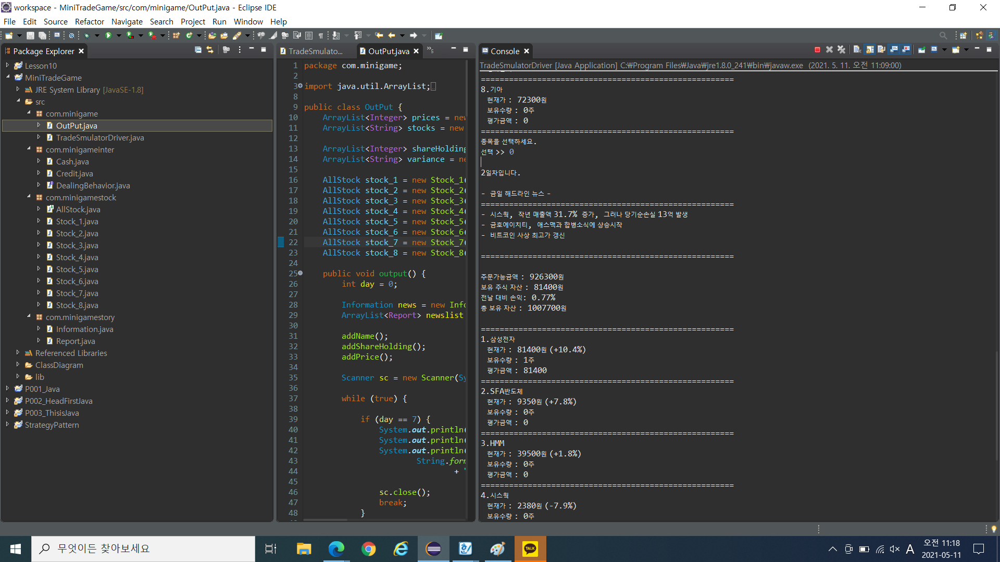 workspace - MiniTradeGame/src/com/minigame/OutPut.java - Eclipse IDE
File Edit Source Refactor Navigate Search Project Run Window Help
Package Explorer
Lesson10
MiniTradeGame
JRE System Library [JavaSE-1.8]
src
com.minigame
OutPut.java
TradeSmulatorDriver.java
com.minigameinter
Cash.java
Credit.java
DealingBehavior.java
com.minigamestock
AllStock.java
Stock_1.java
Stock_2.java
Stock_3.java
Stock_4.java
Stock_5.java
Stock_6.java
Stock_7.java
Stock_8.java
com.minigamestory
Information.java
Report.java
Referenced Libraries
ClassDiagram
lib
P001_Java
P002_HeadFirstJava
P003_ThisisJava
StrategyPattern
TradeSmulato... OutPut.java »5
1 package com.minigame;
2
3 import java.util.ArrayList;
8
9 public class OutPut {
10 ArrayList<Integer> prices = new
11 ArrayList<String> stocks = new
12
13 ArrayList<Integer> shareHolding
14 ArrayList<String> variance = ne
15
16 AllStock stock_1 = new Stock_1(
17 AllStock stock_2 = new Stock_2(
18 AllStock stock_3 = new Stock_3(
19 AllStock stock_4 = new Stock_4(
20 AllStock stock_5 = new Stock_5(
21 AllStock stock_6 = new Stock_6(
22 AllStock stock_7 = new Stock_7(
23 AllStock stock_8 = new Stock_8(
24
25 public void output() {
26 int day = 0;
27
28 Information news = new Info
29 ArrayList<Report> newslist
30
31 addName();
32 addShareHolding();
33 addPrice();
34
35 Scanner sc = new Scanner(Sy
36
37 while (true) {
38
39 if (day == 7) {
40 System.out.println(
41 System.out.println(
42 System.out.println(
43 String.form
44 + "
45
46 sc.close();
47 break;
48 }
Console
TradeSmulatorDriver [Java Application] C:₩Program Files₩Java₩jre1.8.0_241₩bin₩javaw.exe (2021. 5. 11. 오전 11:09:00)
======================================================
8.기아
현재가 : 72300원
보유수량 : 0주
평가금액 : 0
======================================================
종목을 선택하세요.
선택 >> 0
2일차입니다.
- 금일 헤드라인 뉴스 -
======================================================
- 시스웍, 작년 매출액 31.7% 증가, 그러나 당기순손실 13억 발생
- 금호에이치티, 애스맥과 합병소식에 상승시작
- 비트코인 사상 최고가 갱신
======================================================
주문가능금액 : 926300원
보유 주식 자산 : 81400원
전날 대비 손익: 0.77%
총 보유 자산 : 1007700원
======================================================
1.삼성전자
현재가 : 81400원 (+10.4%)
보유수량 : 1주
평가금액 : 81400
======================================================
2.SFA반도체
현재가 : 9350원 (+7.8%)
보유수량 : 0주
평가금액 : 0
======================================================
3.HMM
현재가 : 39500원 (+1.8%)
보유수량 : 0주
평가금액 : 0
======================================================
4.시스웍
현재가 : 2380원 (-7.9%)
보유수량 : 0주
무엇이든 찾아보세요
TALK
A
오전 11:18
2021-05-11